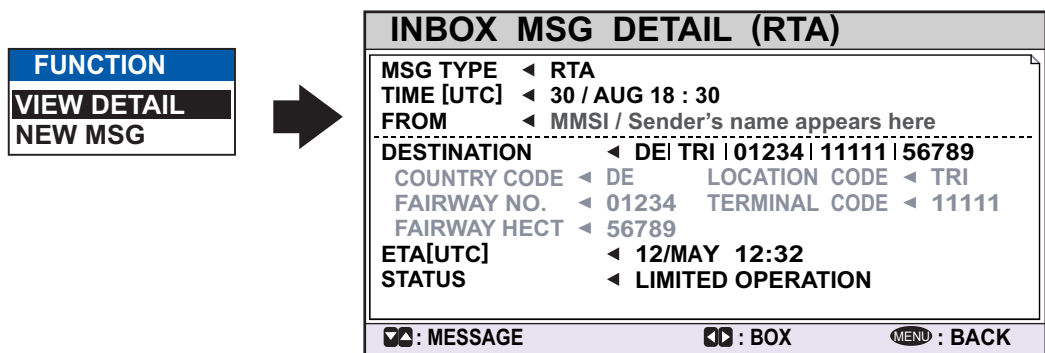 FUNCTION
VIEW DETAIL
NEW MSG
INBOX MSG DETAIL (RTA)
MSG TYPE ◄ RTA
TIME [UTC] ◄ 30 / AUG 18 : 30
FROM ◄ MMSI / Sender's name appears here
DESTINATION ◄ DE| TRI | 01234 | 11111 | 56789
COUNTRY CODE ◄ DE LOCATION CODE ◄ TRI
FAIRWAY NO. ◄ 01234 TERMINAL CODE ◄ 11111
FAIRWAY HECT ◄ 56789
ETA[UTC] ◄ 12/MAY 12:32
STATUS ◄ LIMITED OPERATION
▼▲ : MESSAGE ◄► : BOX MENU : BACK